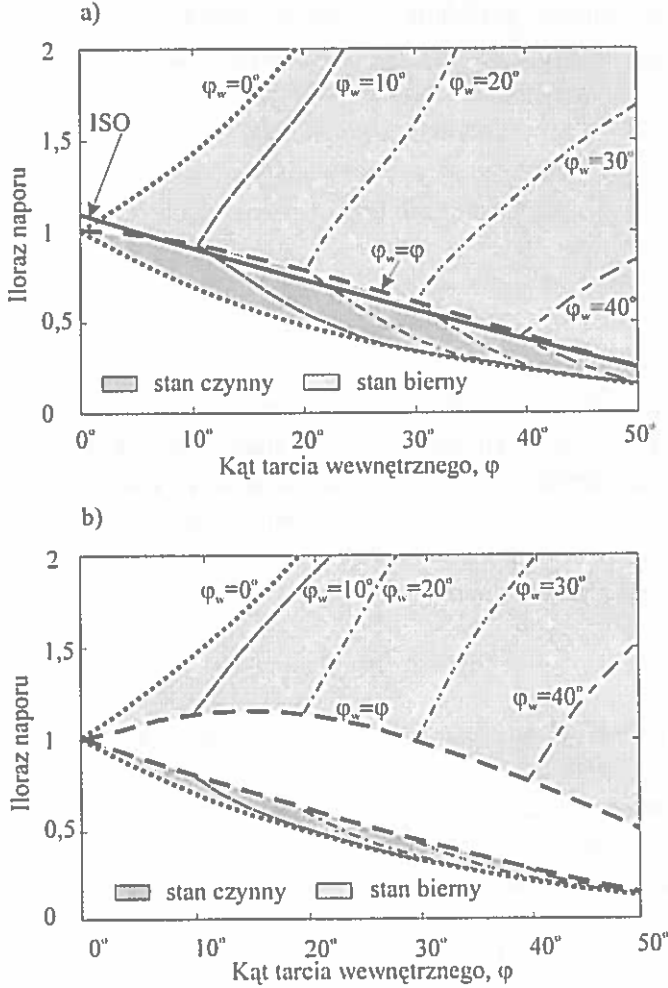 a)
2
φw=0°
φw=10°
φw=20°
ISO
1,5
φw=30°
Iloraz naporu
1
φw=φ
φw=40°
0,5
stan czynny
stan bierny
0
0° 10° 20° 30° 40° 50°
Kąt tarcia wewnętrznego, φ
b)
2
φw=0°
φw=10°
φw=20°
φw=30°
1,5
φw=40°
Iloraz naporu
φw=φ
1
0,5
stan czynny
stan bierny
0
0° 10° 20° 30° 40° 50°
Kąt tarcia wewnętrznego, φ